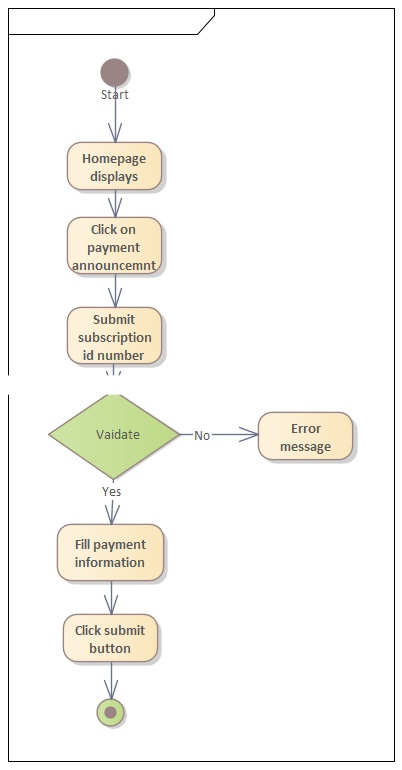 Start
Homepage
displays
Click on
payment
announcemnt
Submit
subscription
id number
Vaidate
No
Error
message
Yes
Fill payment
information
Click submit
button